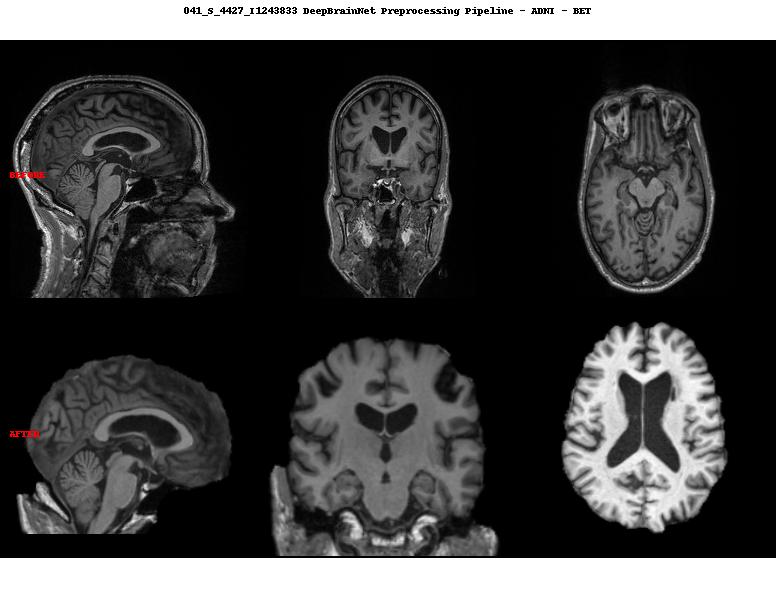 041_S_4427_I1243833 DeepBrainNet Preprocessing Pipeline - ADNI - BET
BEFORE
AFTER